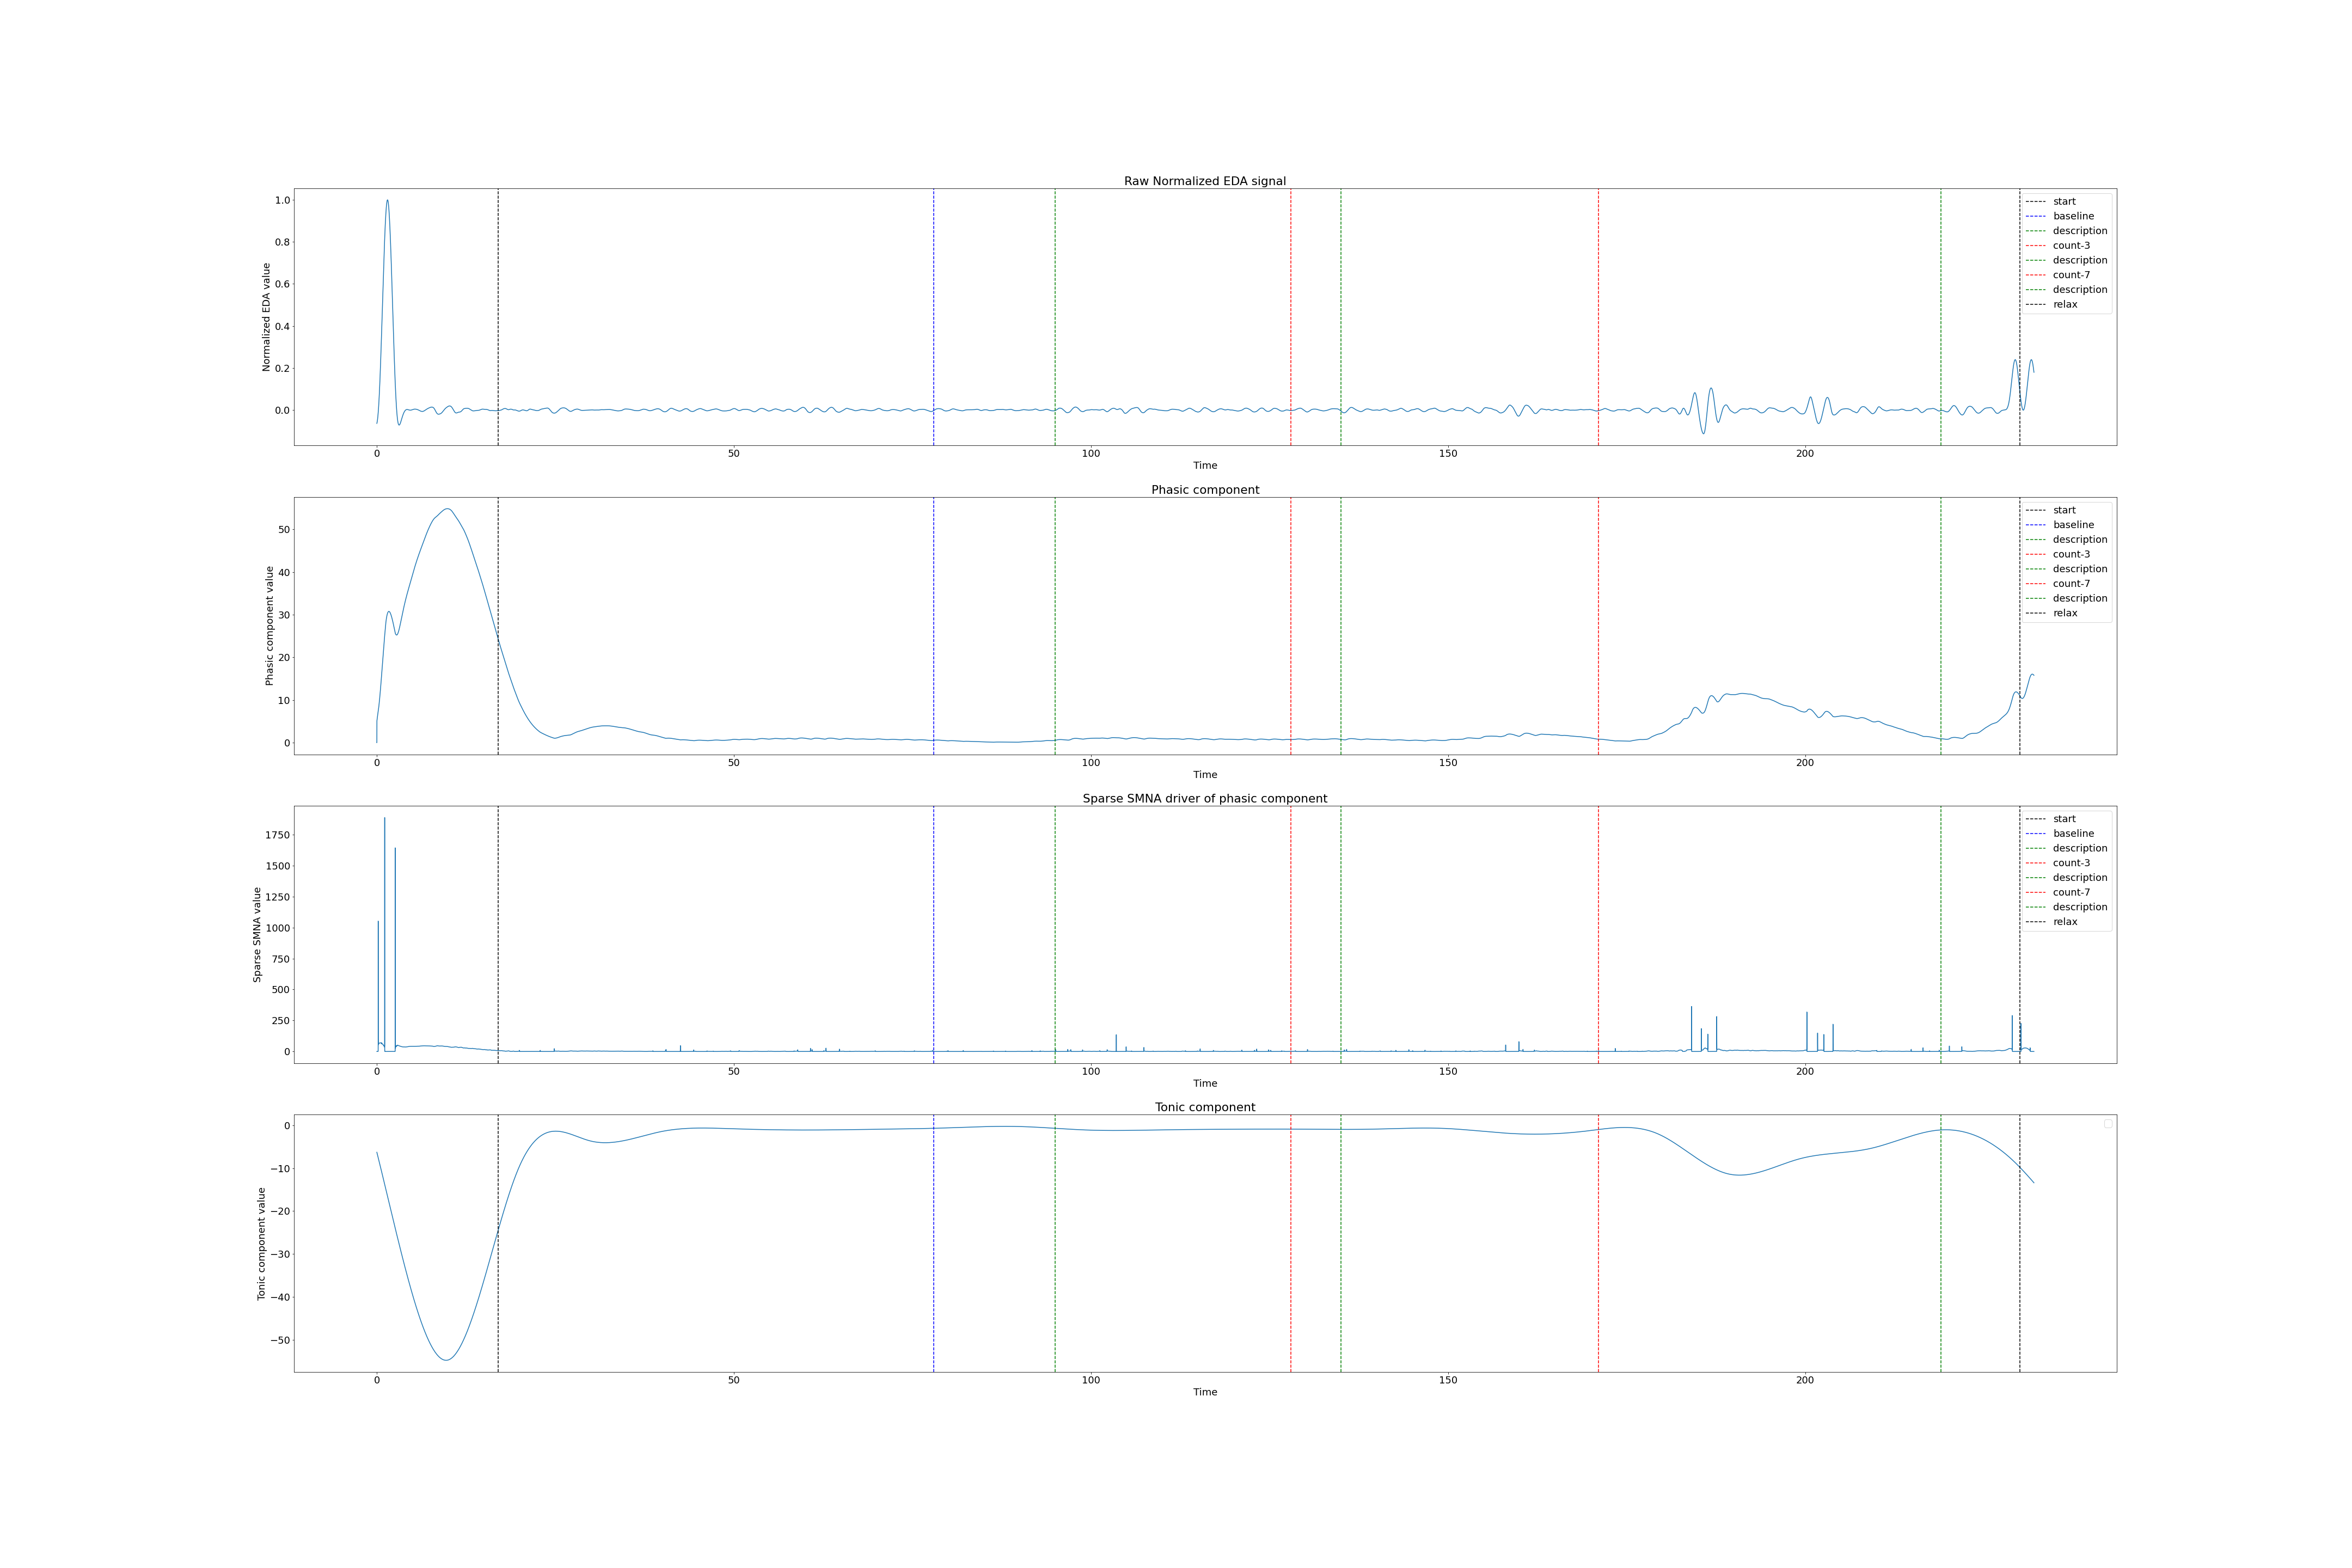 Raw Normalized EDA signal
1.0
0.8
0.6
0.4
0.2
0.0
Normalized EDA value
0 50 100 150 200
Time
start
baseline
description
count-3
description
count-7
description
relax
Phasic component
50
40
30
20
10
0
Phasic component value
0 50 100 150 200
Time
start
baseline
description
count-3
description
count-7
description
relax
Sparse SMNA driver of phasic component
1750
1500
1250
1000
750
500
250
0
Sparse SMNA value
0 50 100 150 200
Time
start
baseline
description
count-3
description
count-7
description
relax
Tonic component
0
−10
−20
−30
−40
−50
Tonic component value
0 50 100 150 200
Time